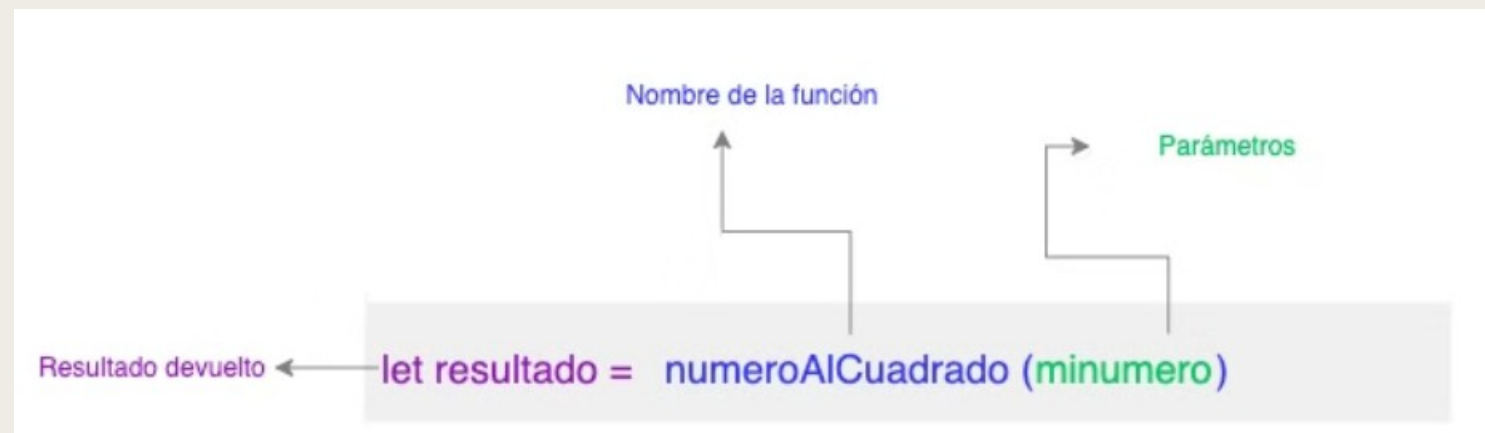 Nombre de la función
Parámetros
Resultado devuelto
let resultado = numeroAlCuadrado (minumero)